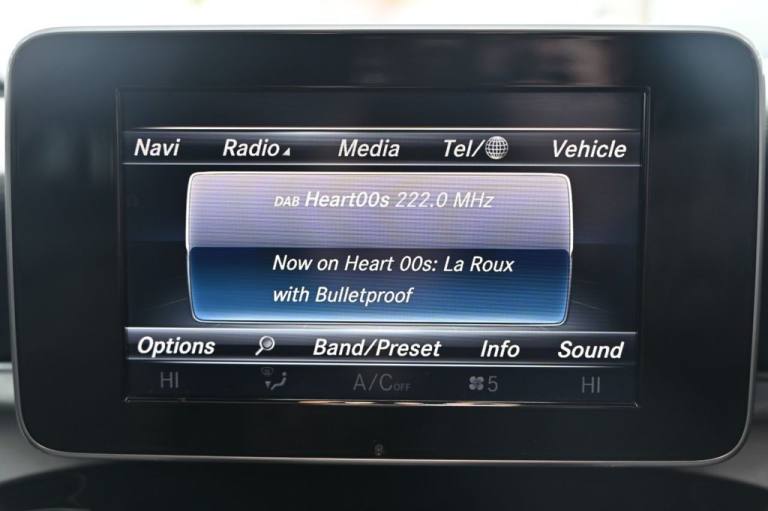 Navi Radio Media Tel/ Vehicle
DAB Heart00s 222.0 MHz
Now on Heart 00s: La Roux
with Bulletproof
Options Band/Preset Info Sound
HI A/C OFF 5 HI